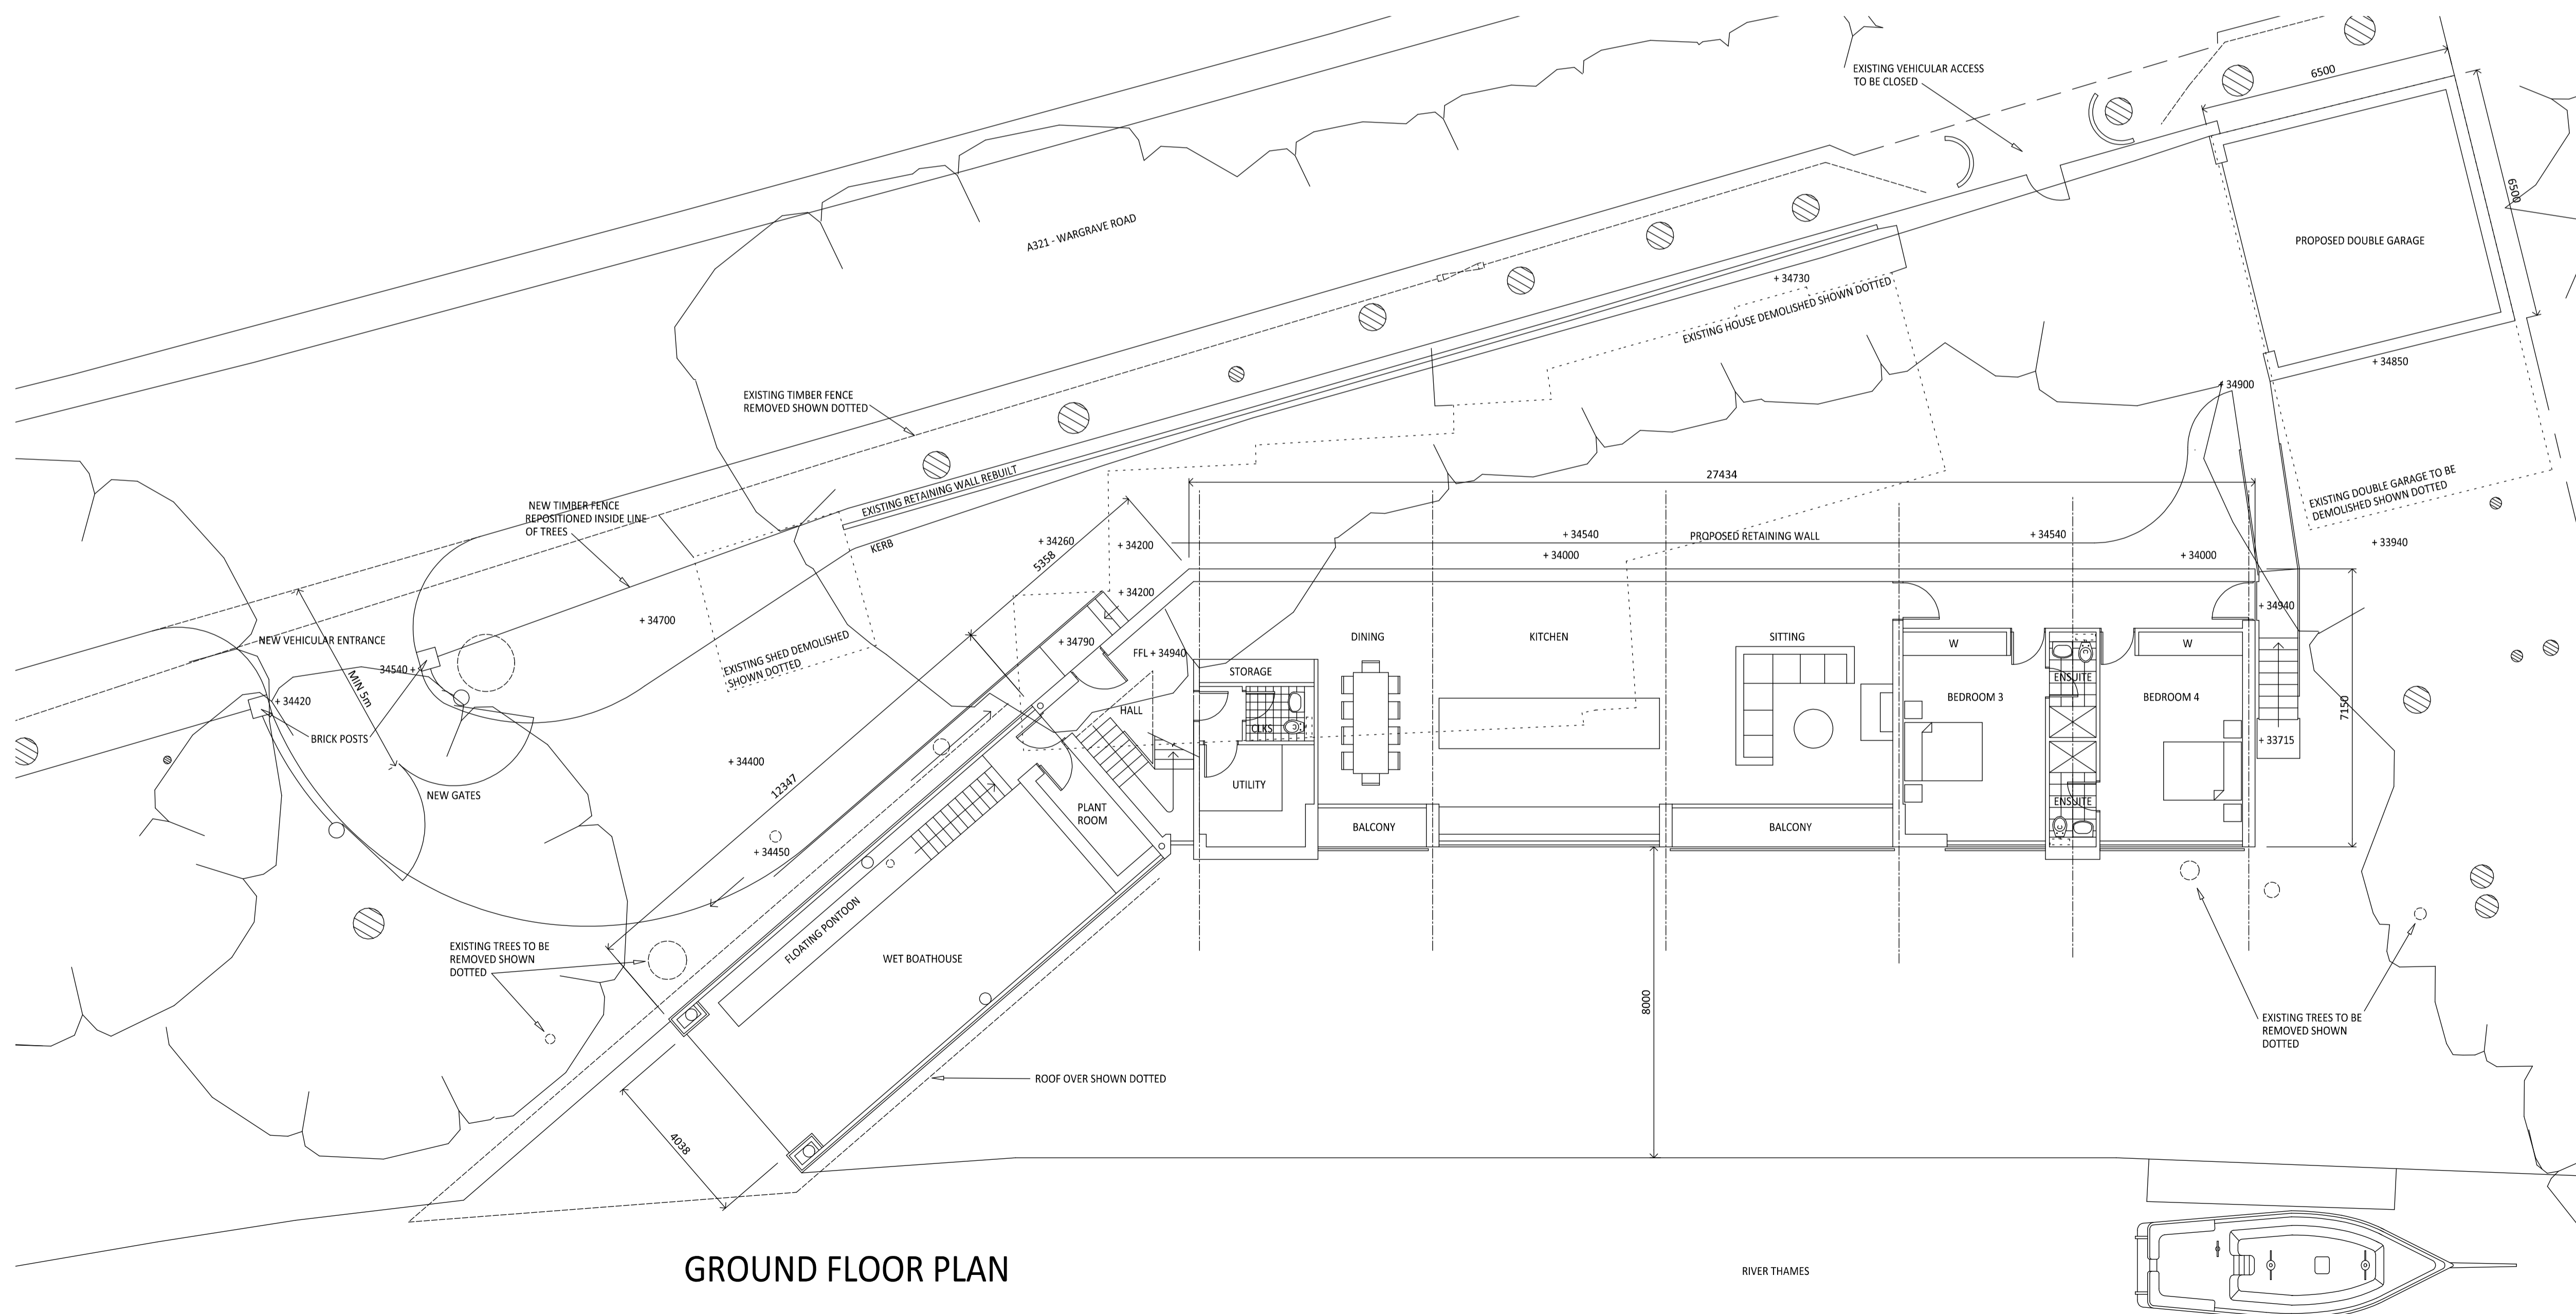 EXISTING VEHICULAR ACCESS
TO BE CLOSED
6500
6500
A321 - WARGRAVE ROAD
PROPOSED DOUBLE GARAGE
+ 34730
EXISTING HOUSE DEMOLISHED SHOWN DOTTED
+ 34850
+ 34900
EXISTING TIMBER FENCE
REMOVED SHOWN DOTTED
EXISTING RETAINING WALL REBUILT
27434
EXISTING DOUBLE GARAGE TO BE
DEMOLISHED SHOWN DOTTED
NEW TIMBER FENCE
REPOSITIONED INSIDE LINE
OF TREES
KERB
+ 34260
+ 34200
5358
+ 34540
PROPOSED RETAINING WALL
+ 34540
+ 33940
+ 34000
+ 34000
+ 34200
+ 34940
+ 34700
NEW VEHICULAR ENTRANCE
34540 +
MIN 5m
+ 34420
BRICK POSTS
EXISTING SHED DEMOLISHED
SHOWN DOTTED
+ 34790
FFL + 34940
DINING
KITCHEN
SITTING
W
W
STORAGE
ENSUITE
BEDROOM 3
BEDROOM 4
HALL
CLKS
7150
+ 33715
+ 34400
12347
UTILITY
NEW GATES
PLANT
ROOM
ENSUITE
BALCONY
BALCONY
+ 34450
FLOATING PONTOON
WET BOATHOUSE
EXISTING TREES TO BE
REMOVED SHOWN
DOTTED
8000
EXISTING TREES TO BE
REMOVED SHOWN
DOTTED
ROOF OVER SHOWN DOTTED
4038
GROUND FLOOR PLAN
RIVER THAMES